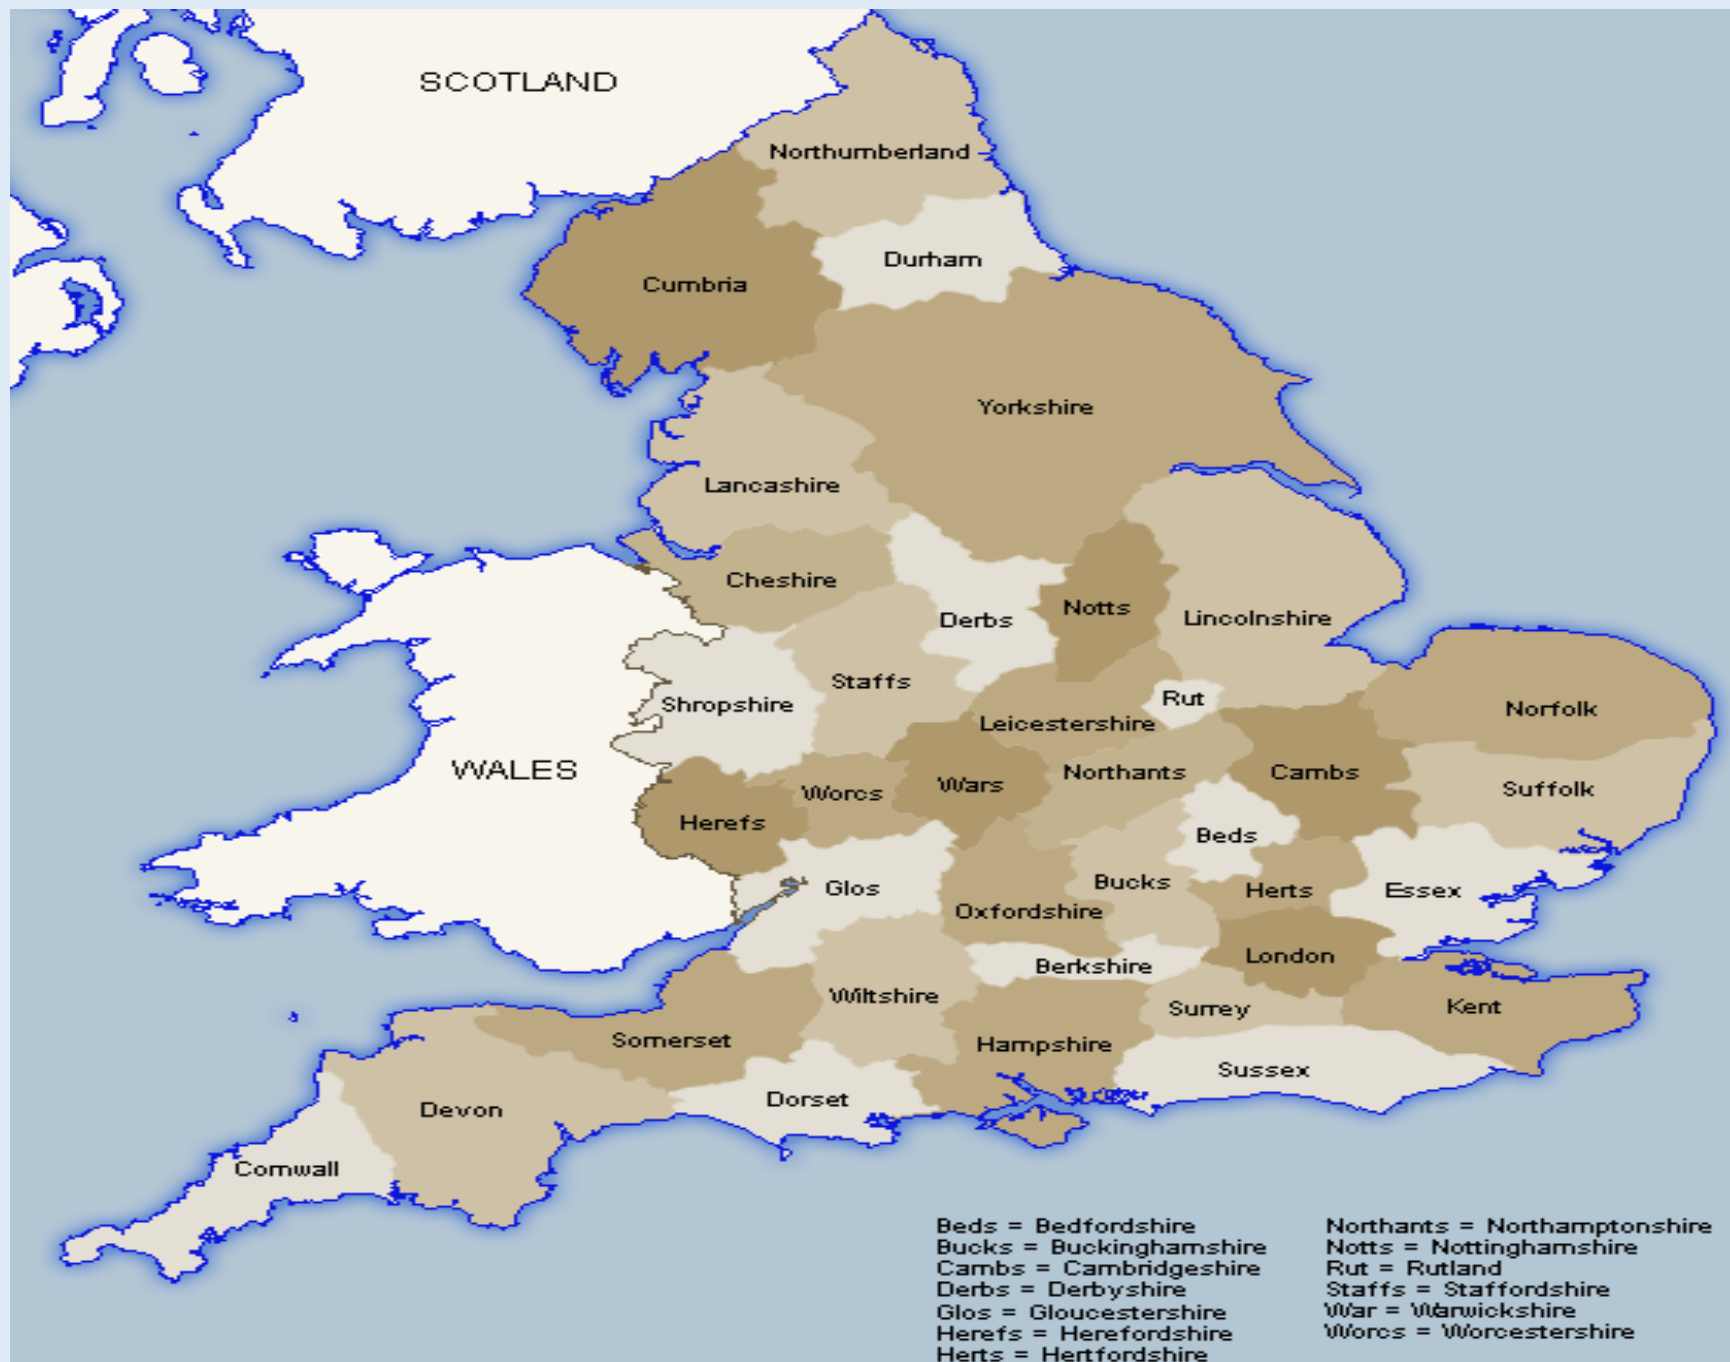 SCOTLAND
Northumberland
Durham
Cumbria
Yorkshire
Lancashire
Cheshire
Derbs
Notts
Lincolnshire
Staffs
Shropshire
Rut
Leicestershire
Norfolk
WALES
Northants
Cambs
Wars
Worcs
Suffolk
Herefs
Beds
Bucks
Glos
Herts
Essex
Oxfordshire
London
Berkshire
Wiltshire
Surrey
Kent
Somerset
Hampshire
Sussex
Dorset
Devon
Cornwall
Beds = Bedfordshire
Bucks = Buckinghamshire
Cambs = Cambridgeshire
Derbs = Derbyshire
Glos = Gloucestershire
Herefs = Herefordshire
Herts = Hertfordshire
Northants = Northamptonshire
Notts = Nottinghamshire
Rut = Rutland
Staffs = Staffordshire
War = Warwickshire
Worcs = Worcestershire